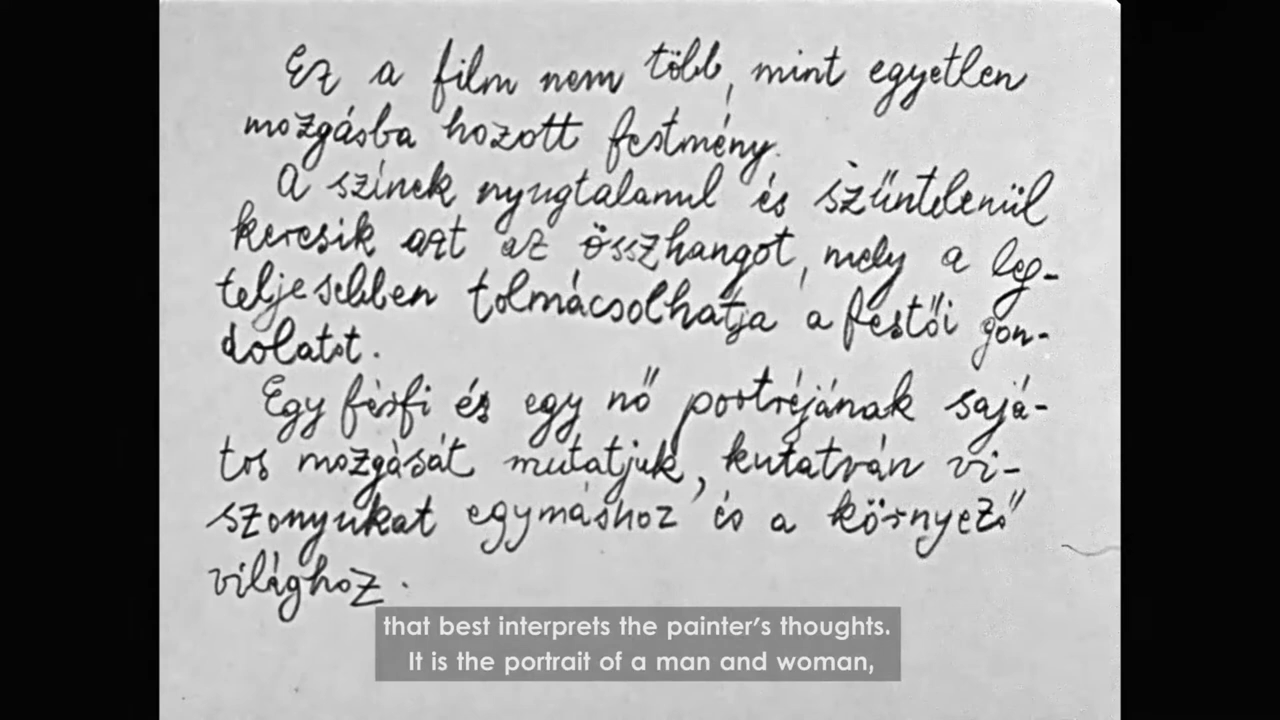 Ez a film nem több, mint egyetlen
mozgásba hozott festmény.
A színek nyugtalanul és szűntelenül
keresik azt az összhangot, mely a leg-
teljesebben tolmácsolhatja a festői gon-
dolatot.
Egy férfi és egy nő portréjának sajá-
tos mozgását mutatjuk, kutatván vi-
szonyukat egymáshoz és a környező
világhoz.
that best interprets the painter's thoughts.
It is the portrait of a man and woman,